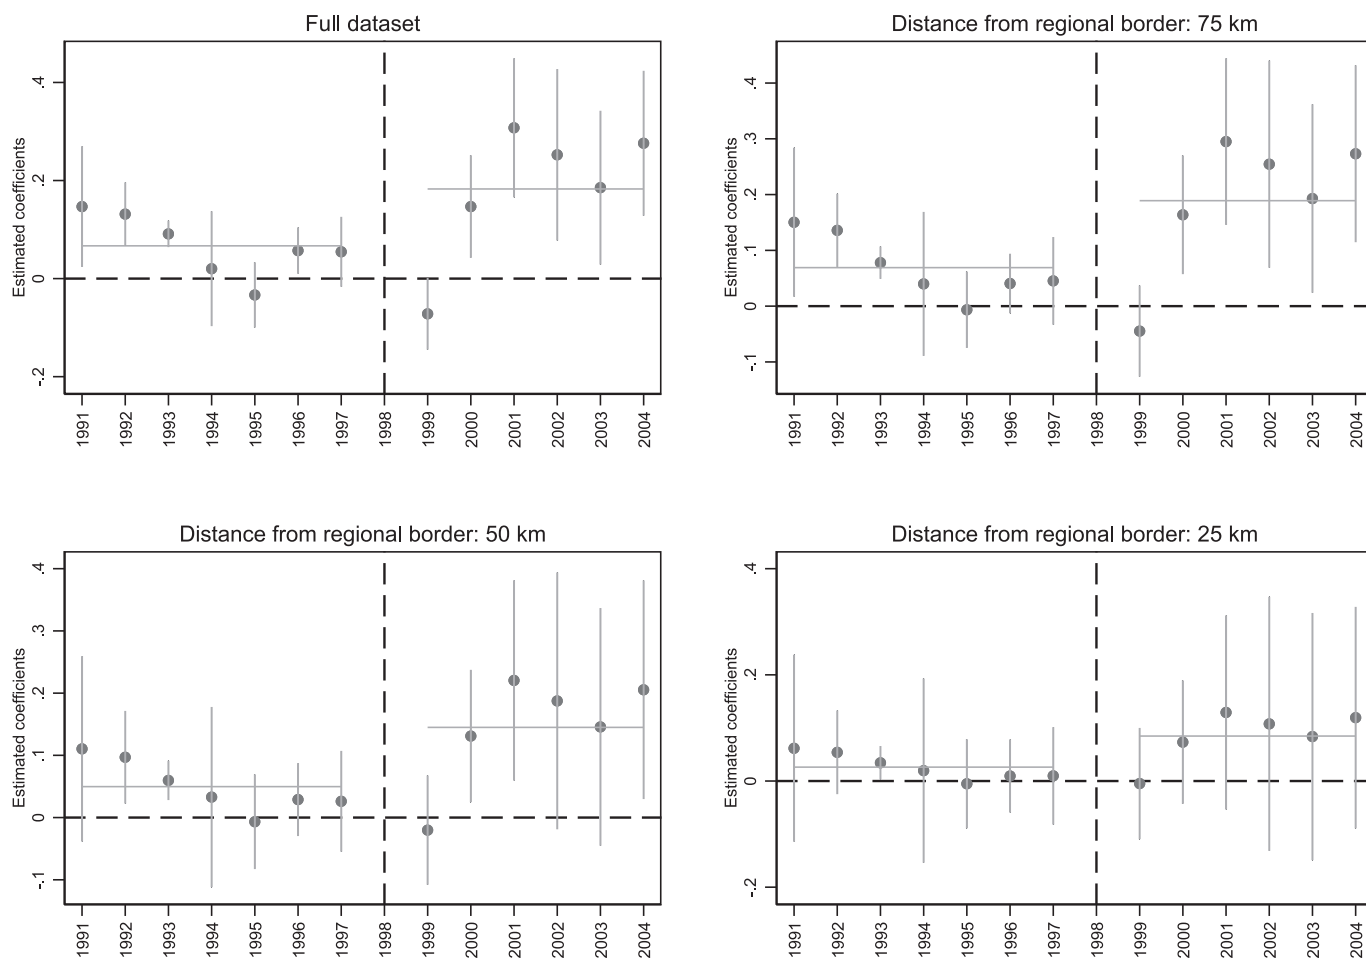 Full dataset
Estimated coefficients
.4
.2
0
-.2
1991 1992 1993 1994 1995 1996 1997 1998 1999 2000 2001 2002 2003 2004
Distance from regional border: 75 km
Estimated coefficients
.4
.3
.2
.1
0
-.1
1991 1992 1993 1994 1995 1996 1997 1998 1999 2000 2001 2002 2003 2004
Distance from regional border: 50 km
Estimated coefficients
.4
.3
.2
.1
0
-.1
1991 1992 1993 1994 1995 1996 1997 1998 1999 2000 2001 2002 2003 2004
Distance from regional border: 25 km
Estimated coefficients
.4
.2
0
-.2
1991 1992 1993 1994 1995 1996 1997 1998 1999 2000 2001 2002 2003 2004